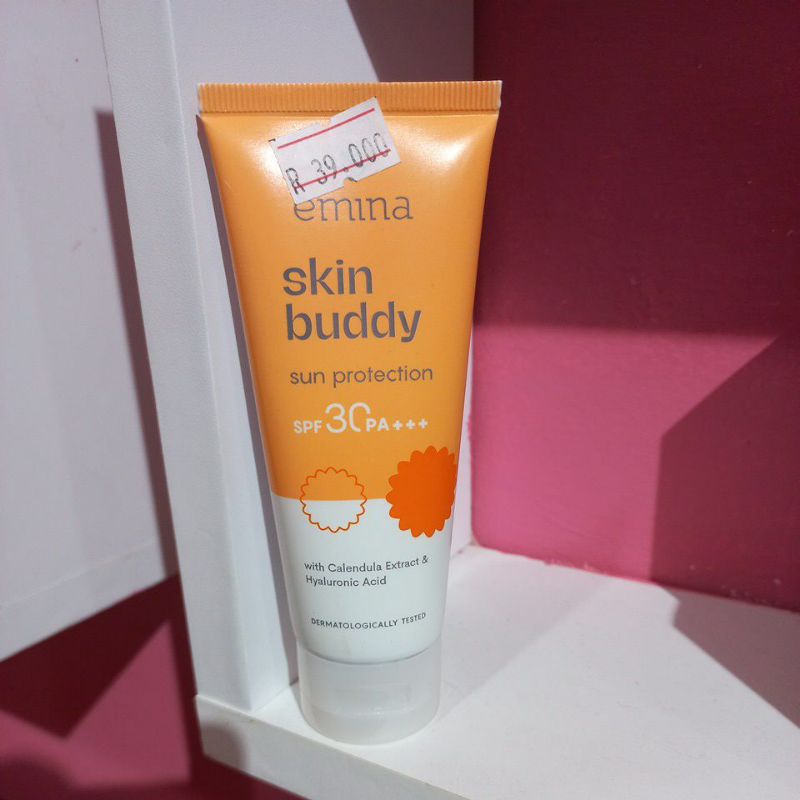 R 39.000
emina
skin
buddy
sun protection
SPF 30 PA+++
with Calendula Extract &
Hyaluronic Acid
DERMATOLOGICALLY TESTED